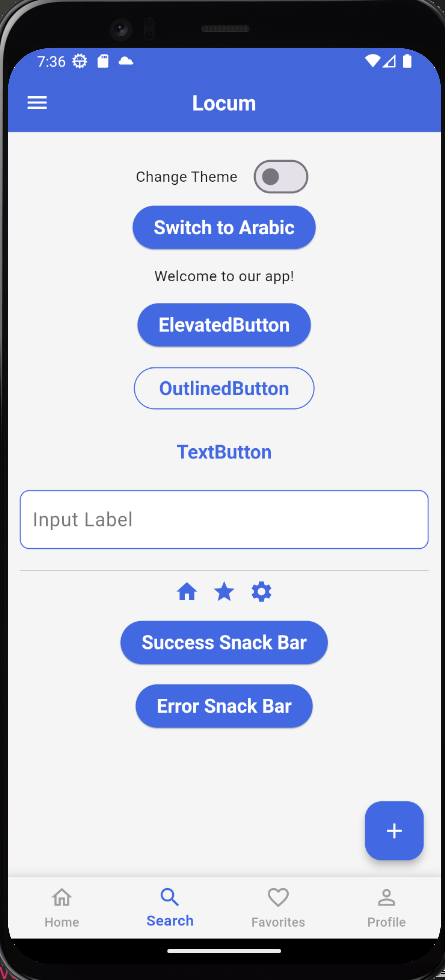 7:36
Locum
Change Theme
Switch to Arabic
Welcome to our app!
ElevatedButton
OutlinedButton
TextButton
Input Label
Success Snack Bar
Error Snack Bar
Home Search Favorites Profile